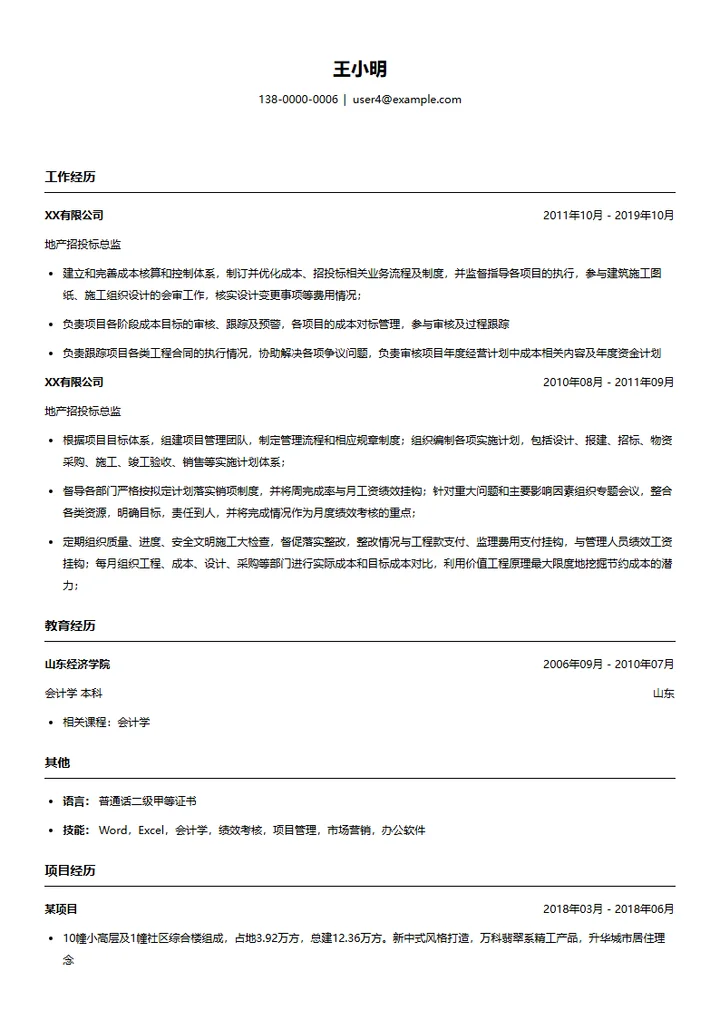 王小明
138-0000-0006 | user4@example.com
工作经历
XX有限公司 2011年10月 - 2019年10月
地产招投标总监
• 建立和完善成本核算和控制体系，制订并优化成本、招投标相关业务流程及制度，并监督指导各项目的执行，参与建筑施工图
纸、施工组织设计的会审工作，核实设计变更事项等费用情况；
• 负责项目各阶段成本目标的审核、跟踪及预警，各项目的成本对标管理，参与审核及过程跟踪
• 负责跟踪项目各类工程合同的执行情况，协助解决各项争议问题，负责审核项目年度经营计划中成本相关内容及年度资金计划
XX有限公司 2010年08月 - 2011年09月
地产招投标总监
• 根据项目目标体系，组建项目管理团队，制定管理流程和相应规章制度；组织编制各项实施计划，包括设计、报建、招标、物资
采购、施工、竣工验收、销售等实施计划体系；
• 督导各部门严格按拟定计划落实销项制度，并将周完成率与月工资绩效挂钩；针对重大问题和主要影响因素组织专题会议，整合
各类资源，明确目标，责任到人，并将完成情况作为月度绩效考核的重点；
• 定期组织质量、进度、安全文明施工大检查，督促落实整改，整改情况与工程款支付、监理费用支付挂钩，与管理人员绩效工资
挂钩；每月组织工程、成本、设计、采购等部门进行实际成本和目标成本对比，利用价值工程原理最大限度地挖掘节约成本的潜
力；
教育经历
山东经济学院 2006年09月 - 2010年07月
会计学 本科 山东
• 相关课程：会计学
其他
• 语言： 普通话二级甲等证书
• 技能： Word，Excel，会计学，绩效考核，项目管理，市场营销，办公软件
项目经历
某项目 2018年03月 - 2018年06月
• 10幢小高层及1幢社区综合楼组成，占地3.92万方，总建12.36万方。新中式风格打造，万科翡翠系精工产品，升华城市居住理
念